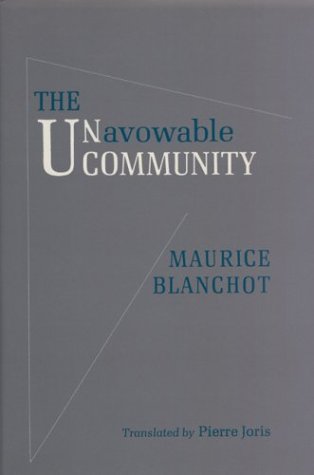 THE
UNavowable
COMMUNITY
MAURICE
BLANCHOT
Translated by Pierre Joris